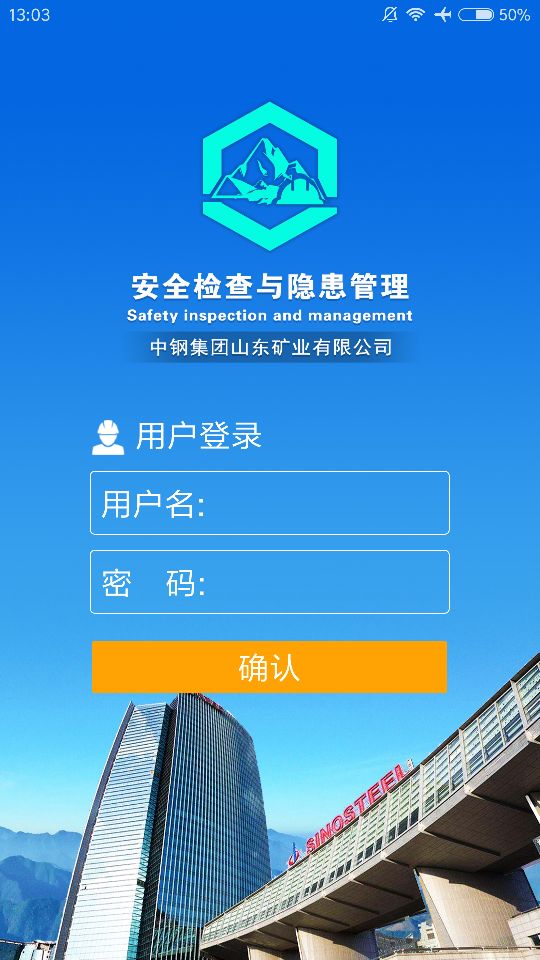 13:03
50%
安全检查与隐患管理
Safety inspection and management
中钢集团山东矿业有限公司
用户登录
用户名:
密 码:
确认
SINOSTEEL